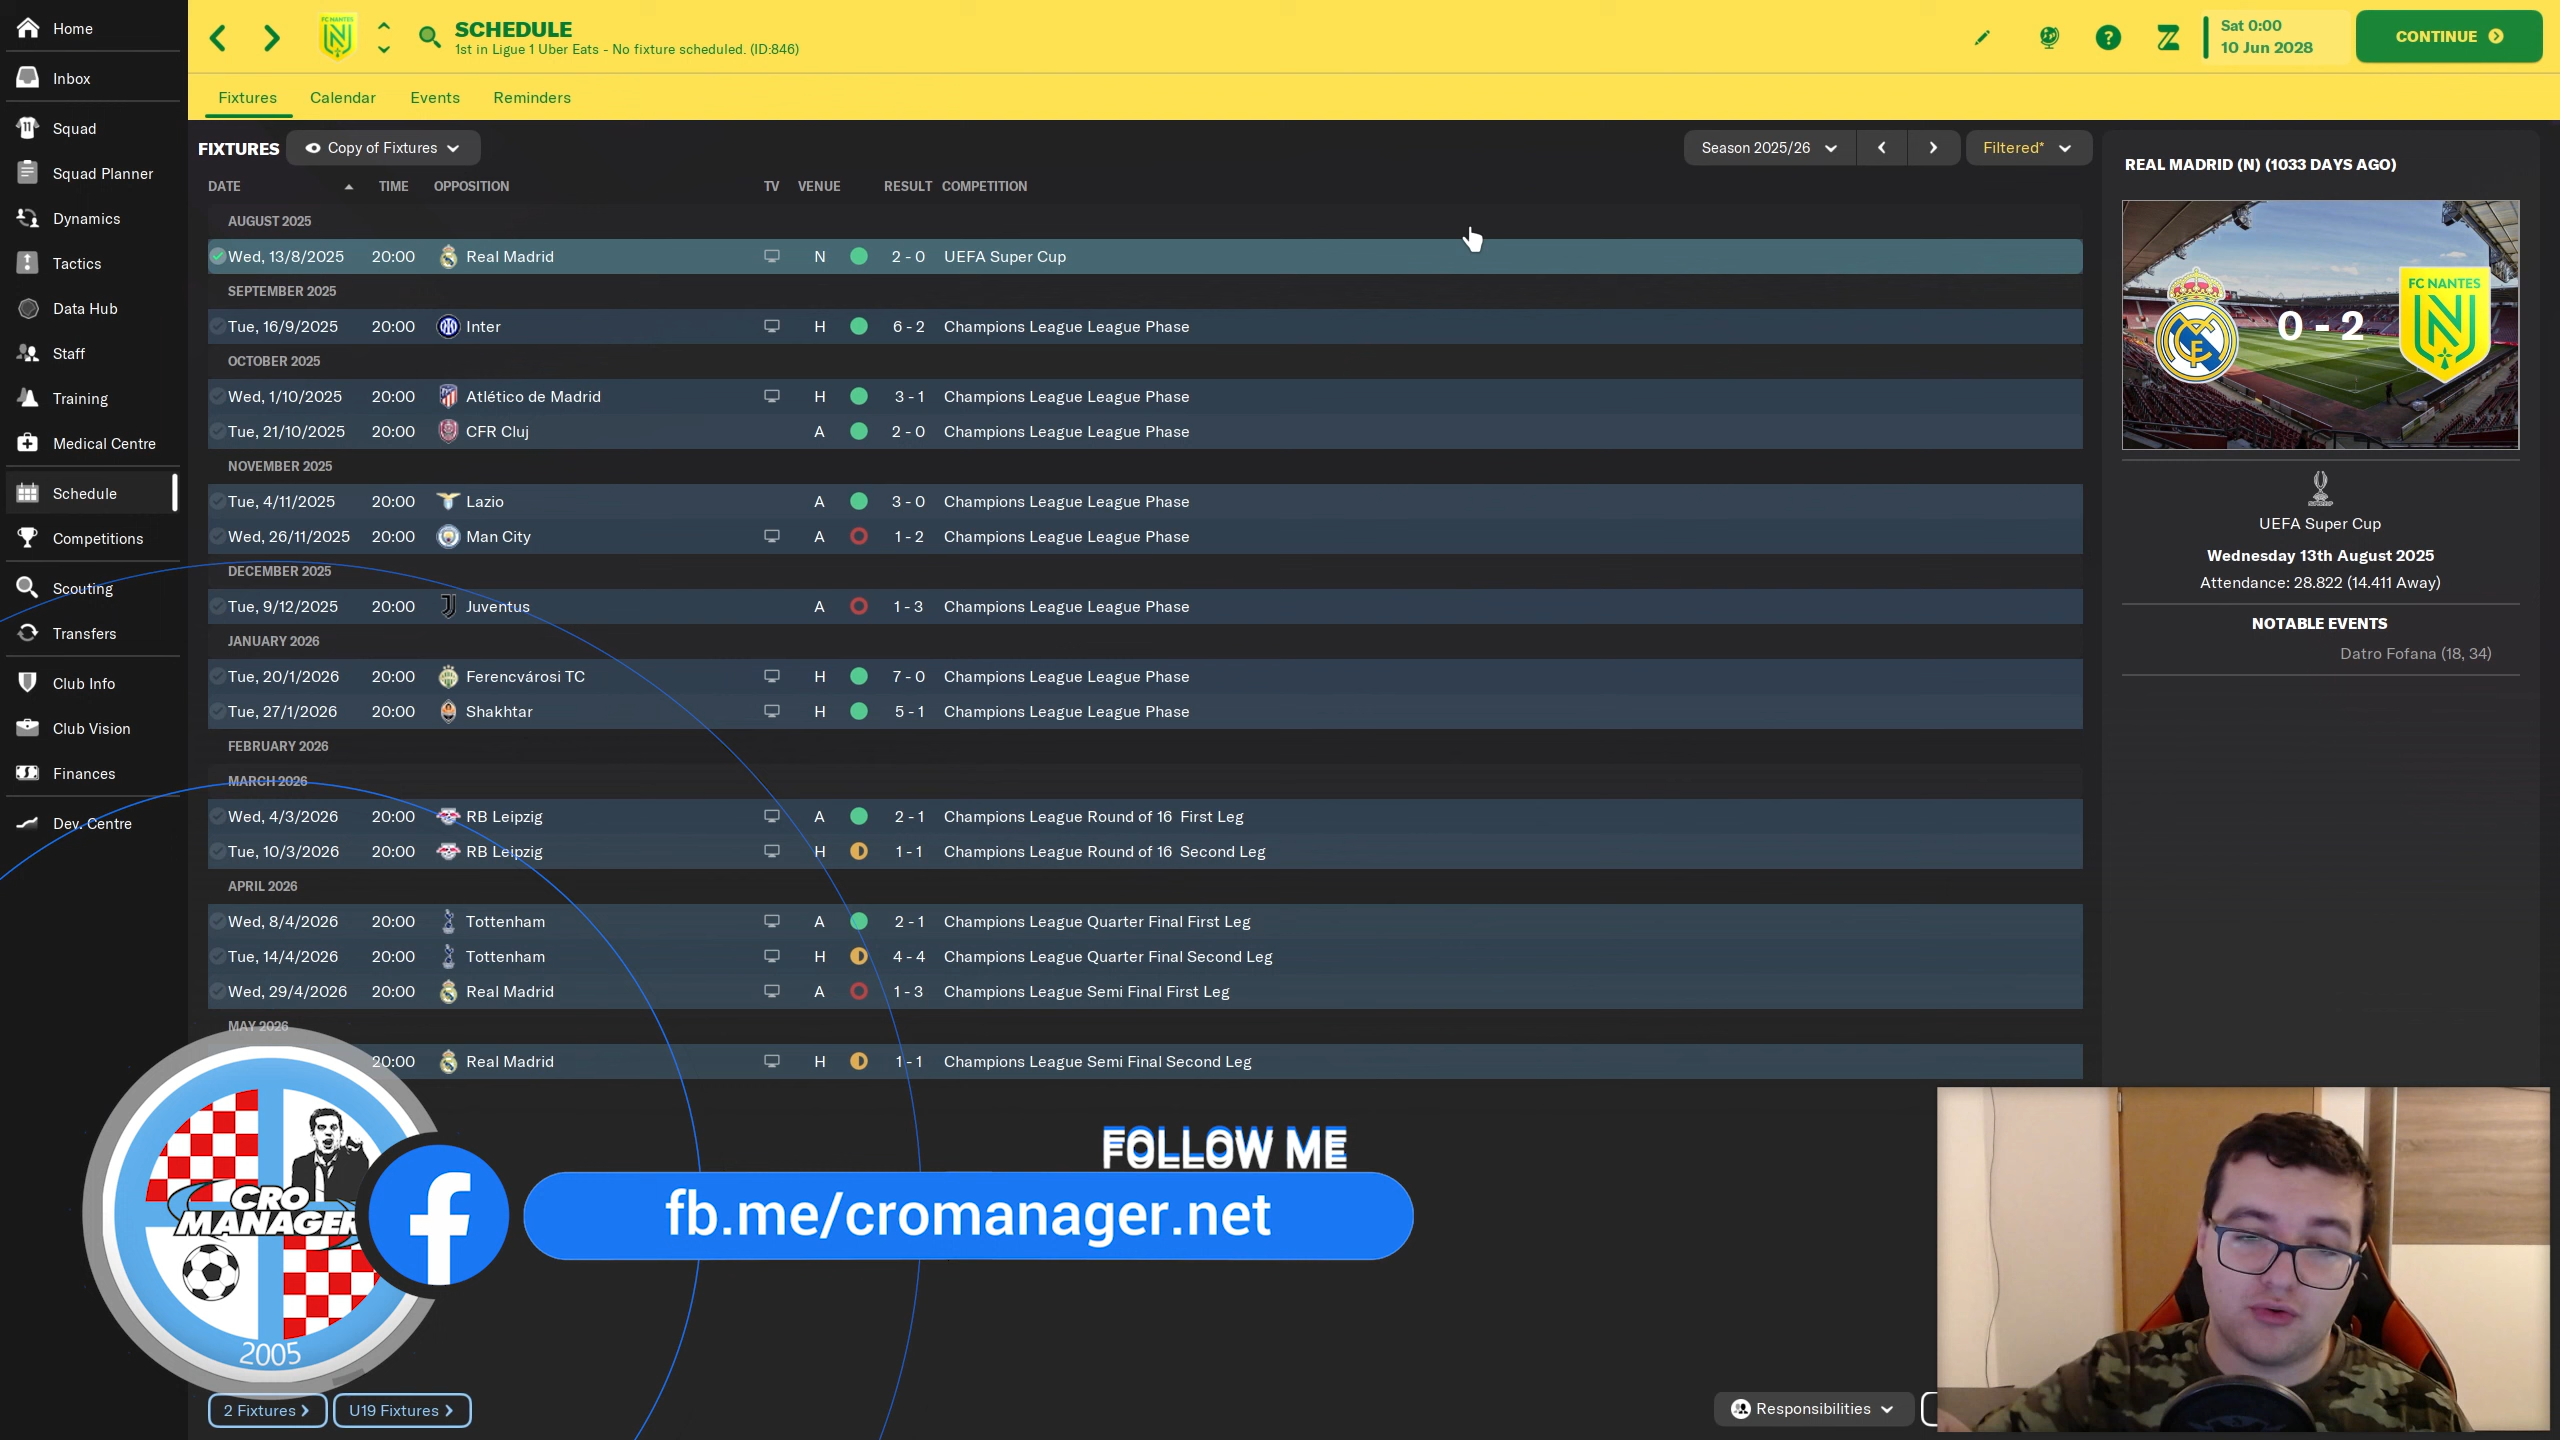 Home
Inbox
Squad
Squad Planner
Dynamics
Tactics
Data Hub
Staff
Training
Medical Centre
Schedule
Competitions
Scouting
Transfers
Club Info
Club Vision
Finances
Dev. Centre
FC NANTES
SCHEDULE
1st in Ligue 1 Uber Eats - No fixture scheduled. (ID:846)
Sat 0:00
10 Jun 2028
CONTINUE
Fixtures Calendar Events Reminders
FIXTURES Copy of Fixtures Season 2025/26 Filtered*
DATE TIME OPPOSITION TV VENUE RESULT COMPETITION
AUGUST 2025
Wed, 13/8/2025 20:00 Real Madrid N 2 - 0 UEFA Super Cup
SEPTEMBER 2025
Tue, 16/9/2025 20:00 Inter H 6 - 2 Champions League League Phase
OCTOBER 2025
Wed, 1/10/2025 20:00 Atlético de Madrid H 3 - 1 Champions League League Phase
Tue, 21/10/2025 20:00 CFR Cluj A 2 - 0 Champions League League Phase
NOVEMBER 2025
Tue, 4/11/2025 20:00 Lazio A 3 - 0 Champions League League Phase
Wed, 26/11/2025 20:00 Man City A 1 - 2 Champions League League Phase
DECEMBER 2025
Tue, 9/12/2025 20:00 Juventus A 1 - 3 Champions League League Phase
JANUARY 2026
Tue, 20/1/2026 20:00 Ferencvárosi TC H 7 - 0 Champions League League Phase
Tue, 27/1/2026 20:00 Shakhtar H 5 - 1 Champions League League Phase
FEBRUARY 2026
MARCH 2026
Wed, 4/3/2026 20:00 RB Leipzig A 2 - 1 Champions League Round of 16 First Leg
Tue, 10/3/2026 20:00 RB Leipzig H 1 - 1 Champions League Round of 16 Second Leg
APRIL 2026
Wed, 8/4/2026 20:00 Tottenham A 2 - 1 Champions League Quarter Final First Leg
Tue, 14/4/2026 20:00 Tottenham H 4 - 4 Champions League Quarter Final Second Leg
Wed, 29/4/2026 20:00 Real Madrid A 1 - 3 Champions League Semi Final First Leg
MAY 2026
20:00 Real Madrid H 1 - 1 Champions League Semi Final Second Leg
REAL MADRID (N) (1033 DAYS AGO)
FC NANTES
0 - 2
UEFA Super Cup
Wednesday 13th August 2025
Attendance: 28.822 (14.411 Away)
NOTABLE EVENTS
Datro Fofana (18, 34)
CRO
MANAGER
2005
FOLLOW ME
fb.me/cromanager.net
2 Fixtures U19 Fixtures
Responsibilities